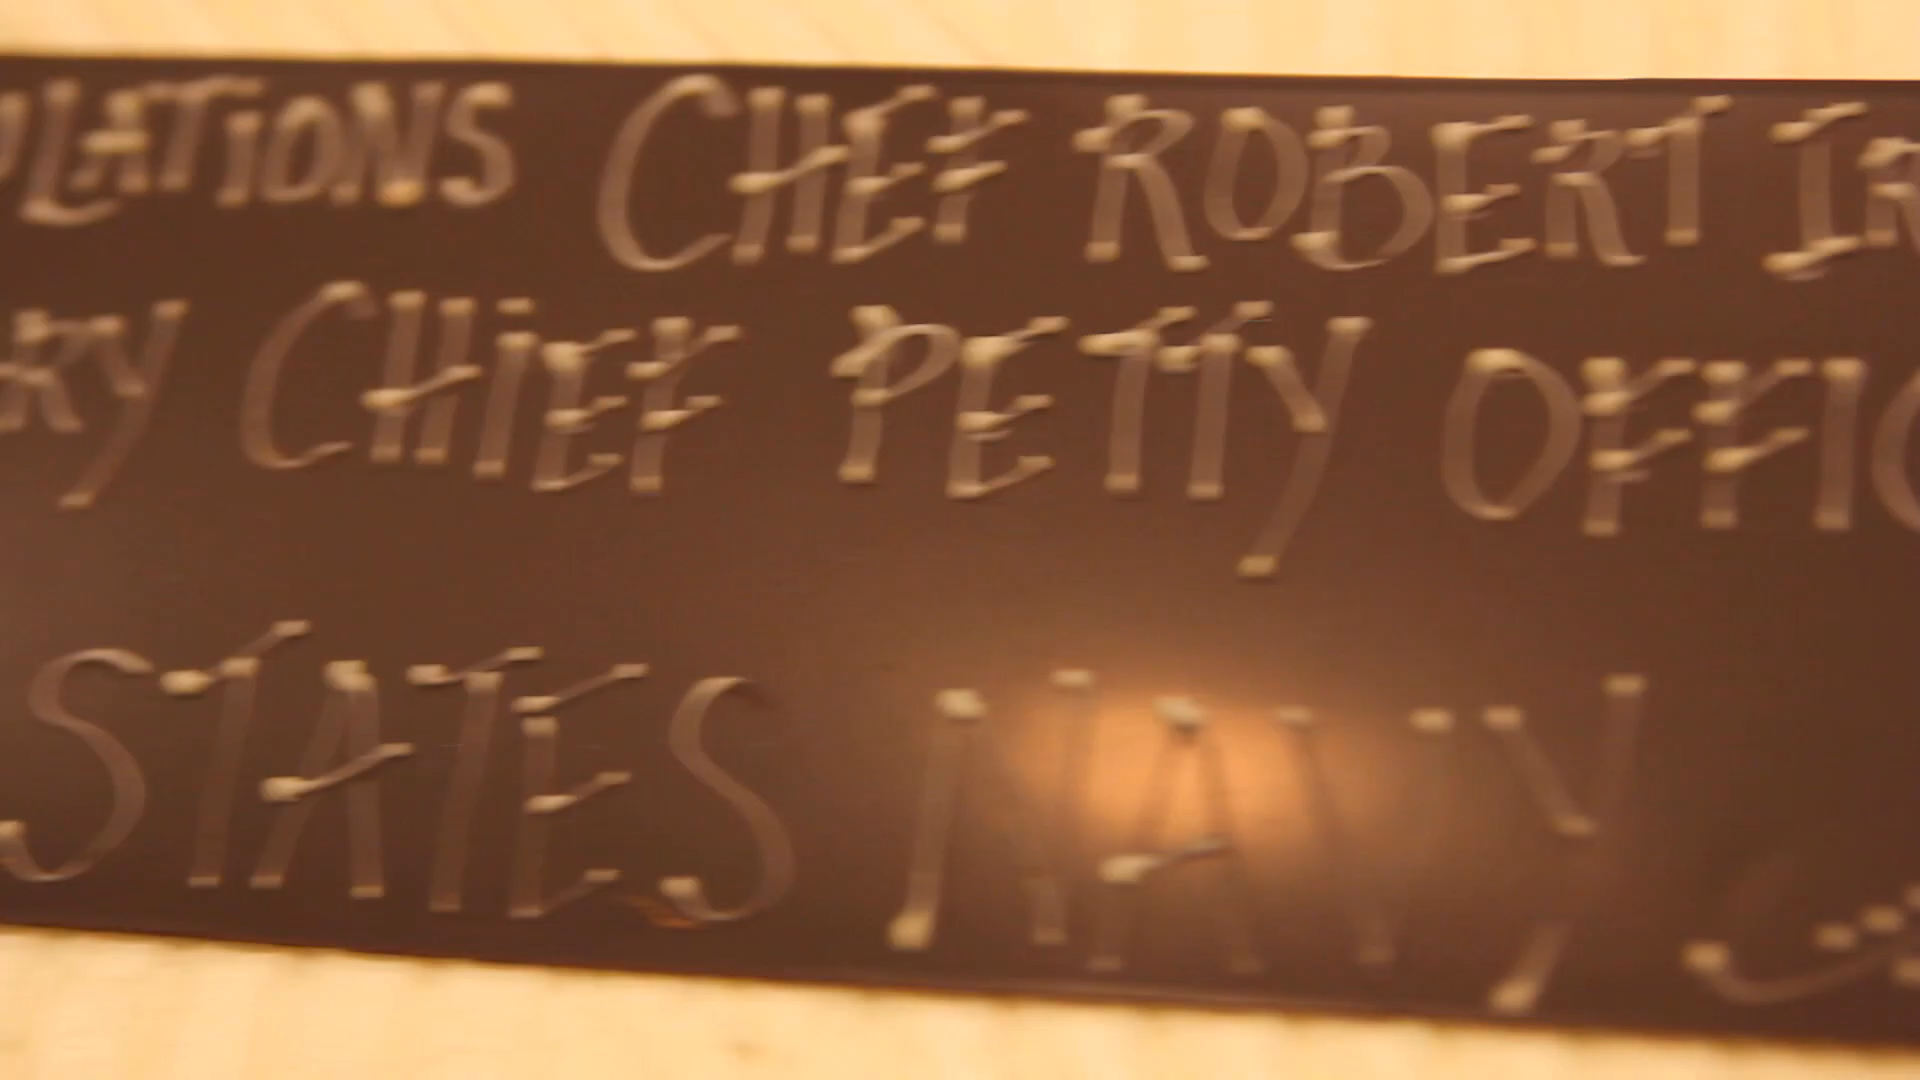 ULATIONS CHEF ROBERT IR
RY CHIEF PETTY OFFIC
STATES NAVY